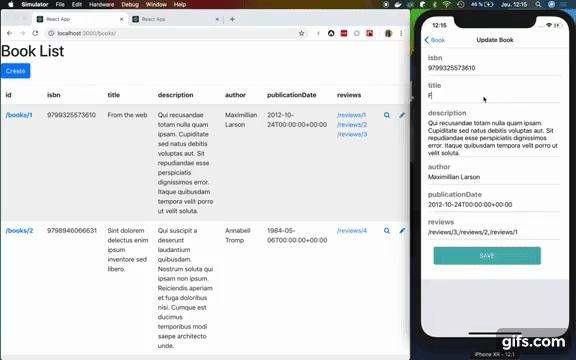 Simulator File Edit Hardware Debug Window Help
46 % Jeu. à 12:15
React App
React App
localhost:3000/books/
Book List
Create
id isbn title description author publicationDate reviews
/books/1 9799325573610 From the web Qui recusandae totam nulla quam ipsam. Cupiditate sed natus debitis voluptas aut. Sit repudiandae esse perspiciatis dignissimos error. Itaque quibusdam tempora velit porro ut velit soluta. Maximillian Larson 2012-10-24T00:00:00+00:00 /reviews/1 /reviews/2 /reviews/3
/books/2 9798946066631 Sint dolorem delectus enim ipsum inventore sed libero. Qui suscipit a deserunt laudantium quibusdam. Nostrum soluta qui ipsam non ipsum. Reiciendis aperiam et fuga doloribus nisi. Cumque est ducimus temporibus modi saepe architecto unde. Annabell Tromp 1984-05-06T00:00:00+00:00 /reviews/4
12:15
Book
Update Book
isbn
9799325573610
title
F
description
Qui recusandae totam nulla quam ipsam.
Cupiditate sed natus debitis voluptas aut. Sit
repudiandae esse perspiciatis dignissimos
error. Itaque quibusdam tempora velit porro ut
velit soluta.
author
Maximillian Larson
publicationDate
2012-10-24T00:00:00+00:00
reviews
/reviews/3,/reviews/2,/reviews/1
SAVE
iPhone XR - 12.1
gifs.com